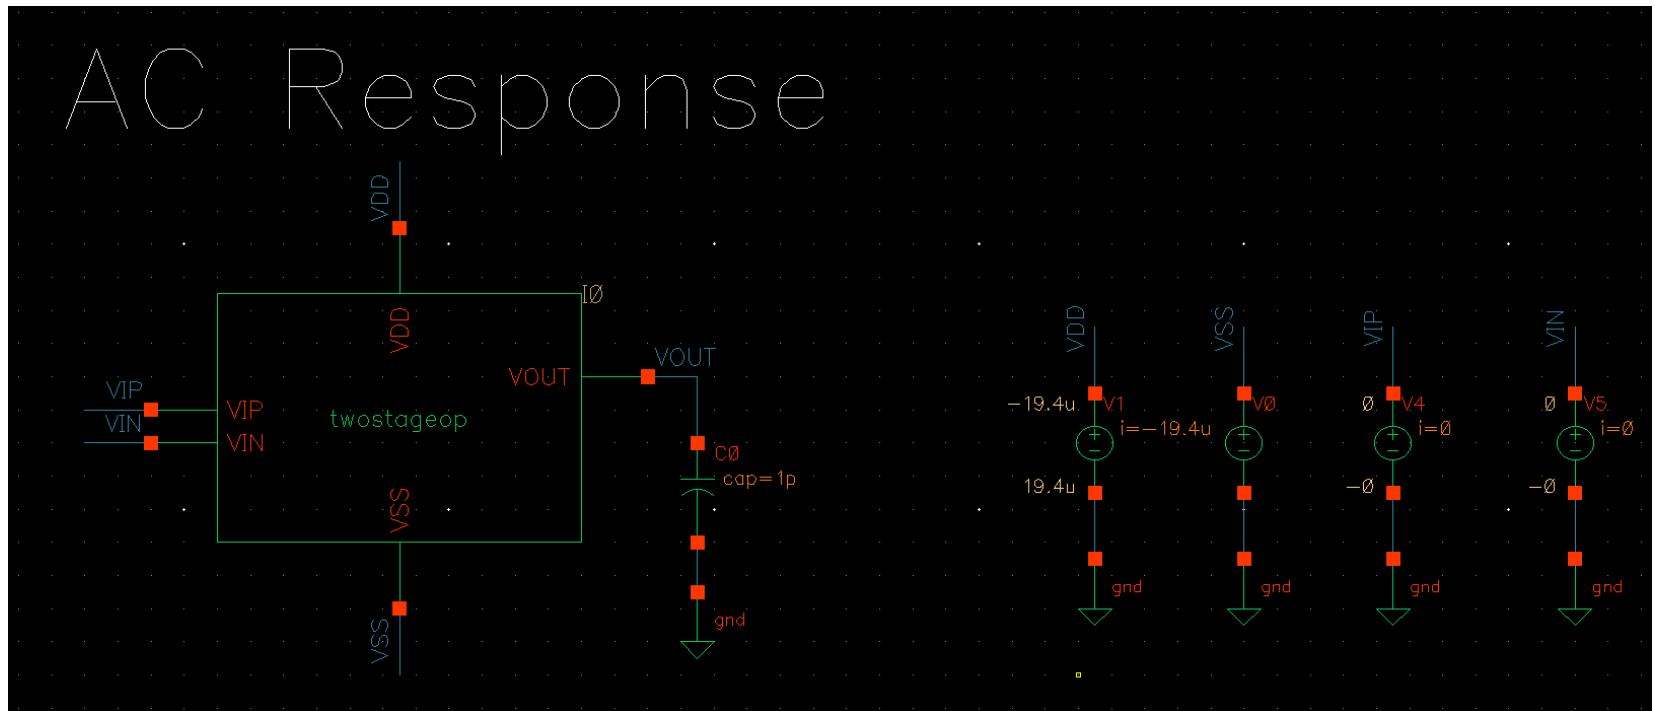 AC Response
VDD
I0
VDD
VOUT
VOUT
VIP
VIP
VIN
VIN
twostageop
VSS
VSS
C0
cap=1p
gnd
VDD
-19.4u
V1
i=-19.4u
19.4u
gnd
VSS
V0
gnd
VIP
0
V4
i=0
-0
gnd
VIN
0
V5
i=0
-0
gnd